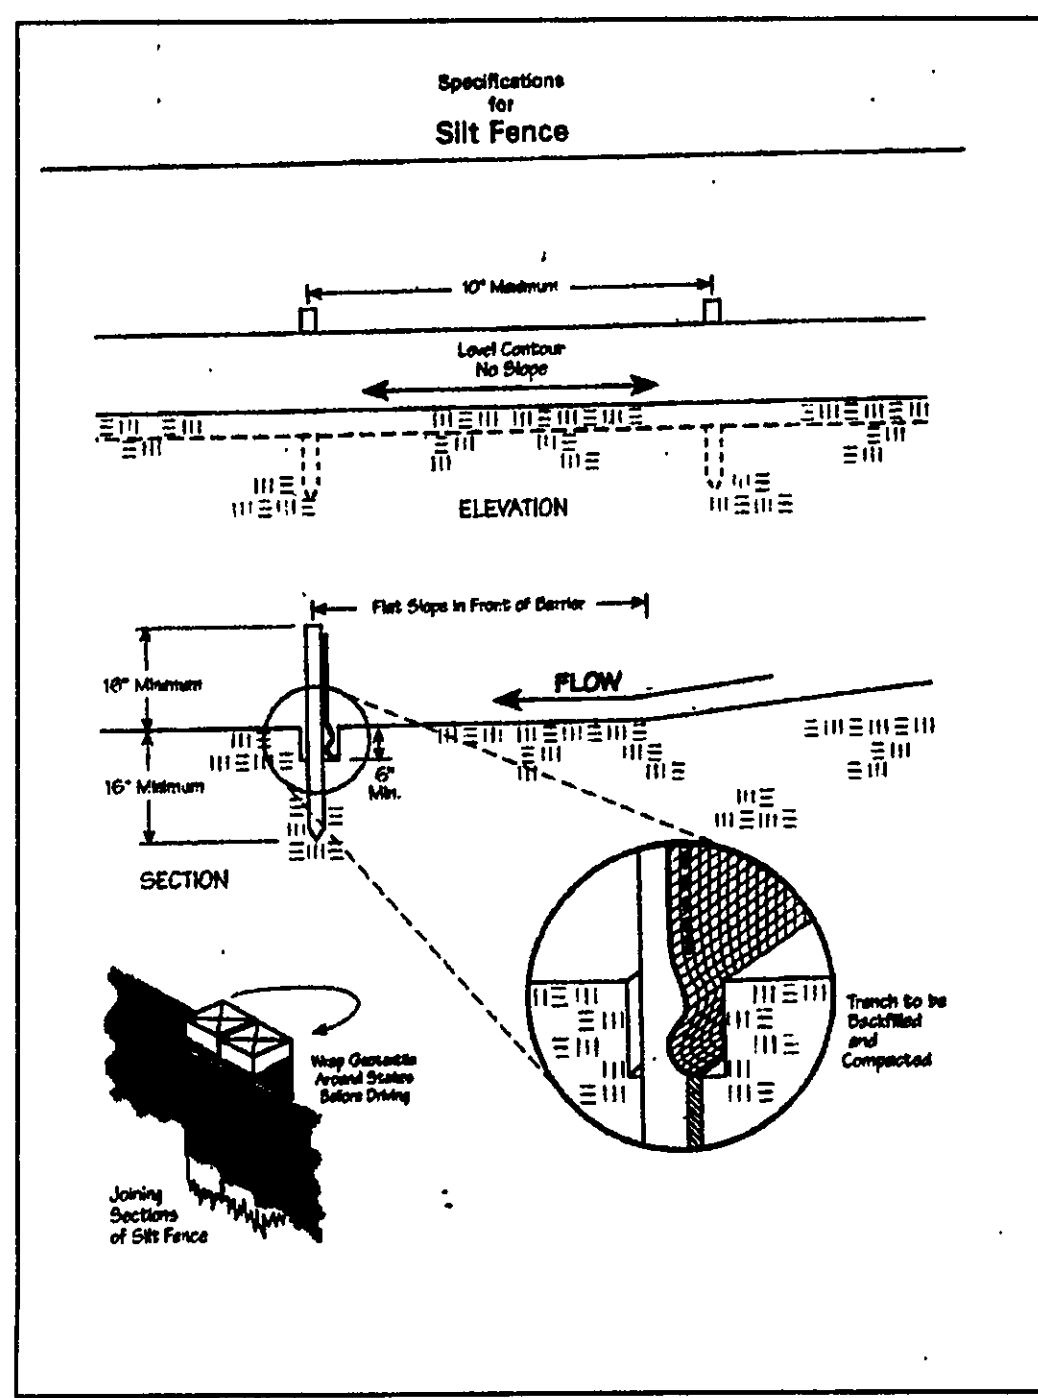 Specifications
for
Silt Fence
10" Maximum
Level Contour
No Slope
ELEVATION
Flat Slope in Front of Barrier
FLOW
16" Minimum
16" Minimum
6"
Min.
SECTION
Trench to be
Backfilled
and
Compacted
Wrap Geotextile
Around Stakes
Before Driving
Joining
Sections
of Silt Fence